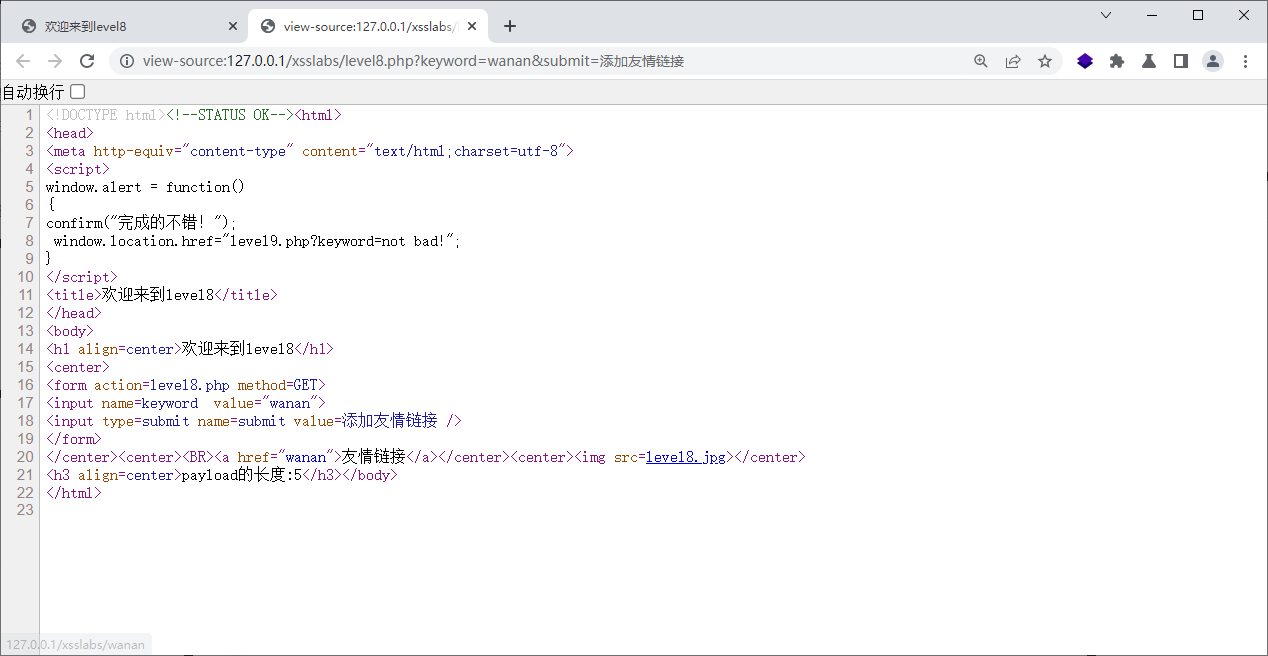 欢迎来到level8
view-source:127.0.0.1/xsslabs/
view-source:127.0.0.1/xsslabs/level8.php?keyword=wanan&submit=添加友情链接
自动换行
1 <!DOCTYPE html><!--STATUS OK--><html>
2 <head>
3 <meta http-equiv="content-type" content="text/html;charset=utf-8">
4 <script>
5 window.alert = function()
6 {
7 confirm("完成的不错！");
8 window.location.href="level9.php?keyword=not bad!";
9 }
10 </script>
11 <title>欢迎来到level8</title>
12 </head>
13 <body>
14 <h1 align=center>欢迎来到level8</h1>
15 <center>
16 <form action=level8.php method=GET>
17 <input name=keyword  value="wanan">
18 <input type=submit name=submit value=添加友情链接 />
19 </form>
20 </center><center><BR><a href="wanan">友情链接</a></center><center><img src=level8.jpg></center>
21 <h3 align=center>payload的长度:5</h3></body>
22 </html>
23
127.0.0.1/xsslabs/wanan